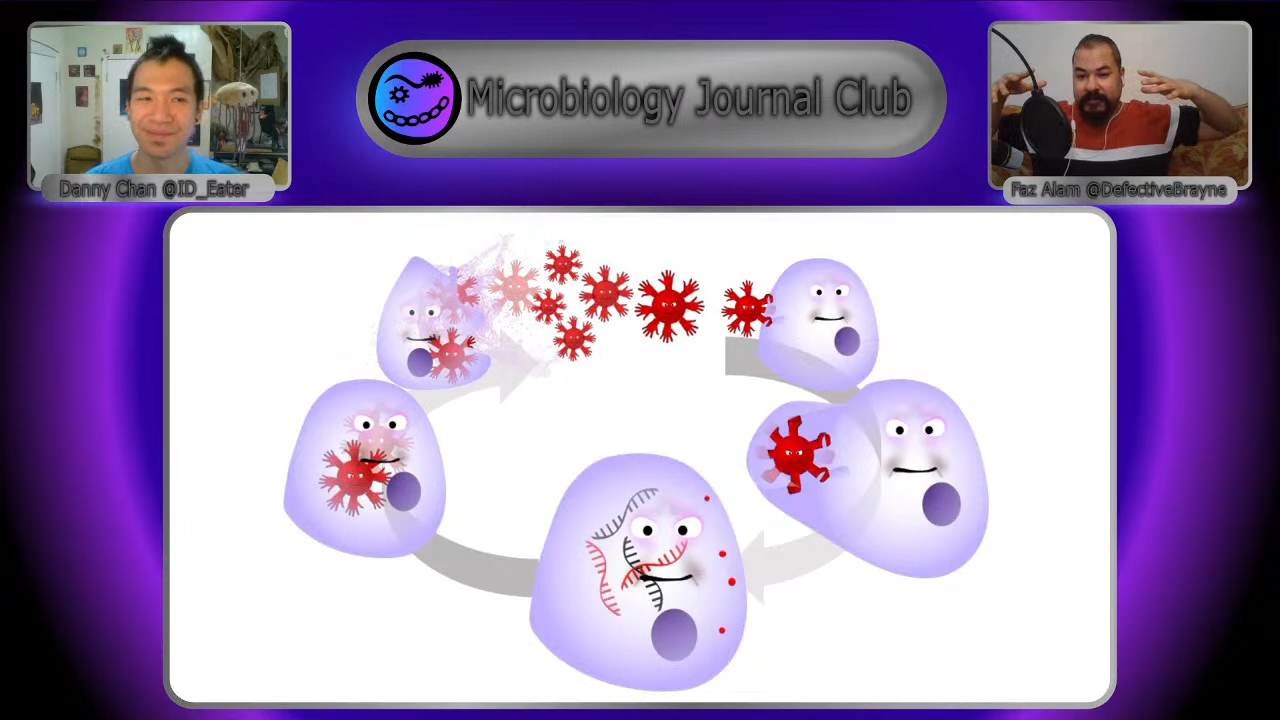 Microbiology Journal Club
Danny Chan @ID_Eater
Faz Alam @DefectiveBrayne